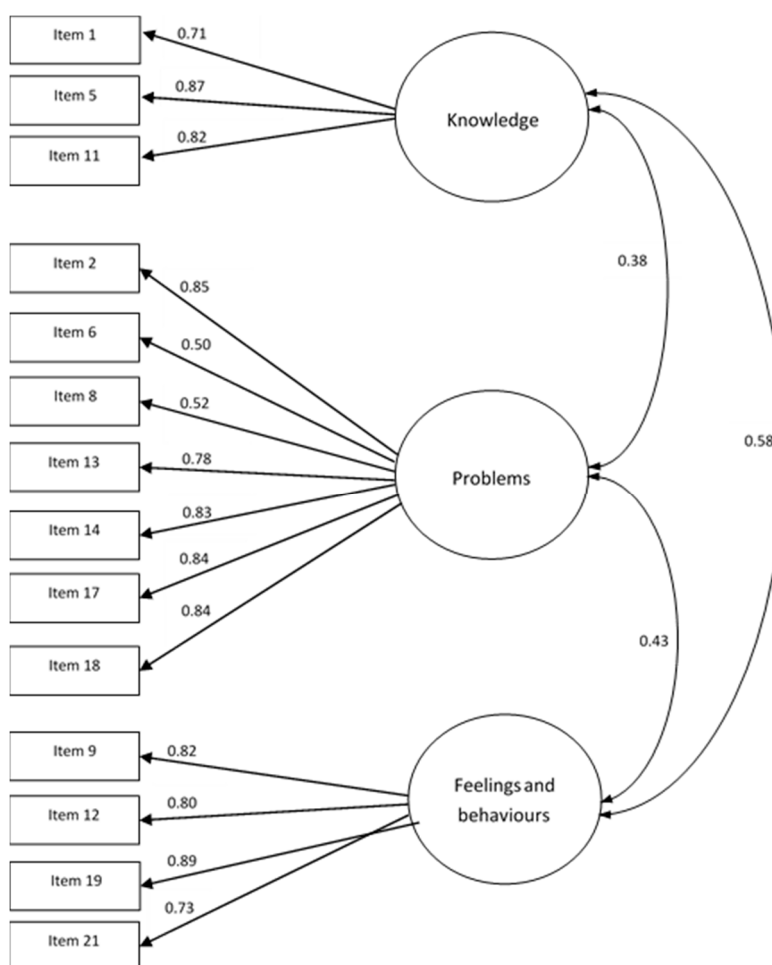 Item 1
0.71
Item 5
0.87
Knowledge
Item 11
0.82
Item 2
0.85
0.38
Item 6
0.50
Item 8
0.52
Item 13
0.78
Problems
0.58
Item 14
0.83
Item 17
0.84
Item 18
0.84
0.43
Item 9
0.82
Item 12
0.80
Feelings and
behaviours
Item 19
0.89
Item 21
0.73